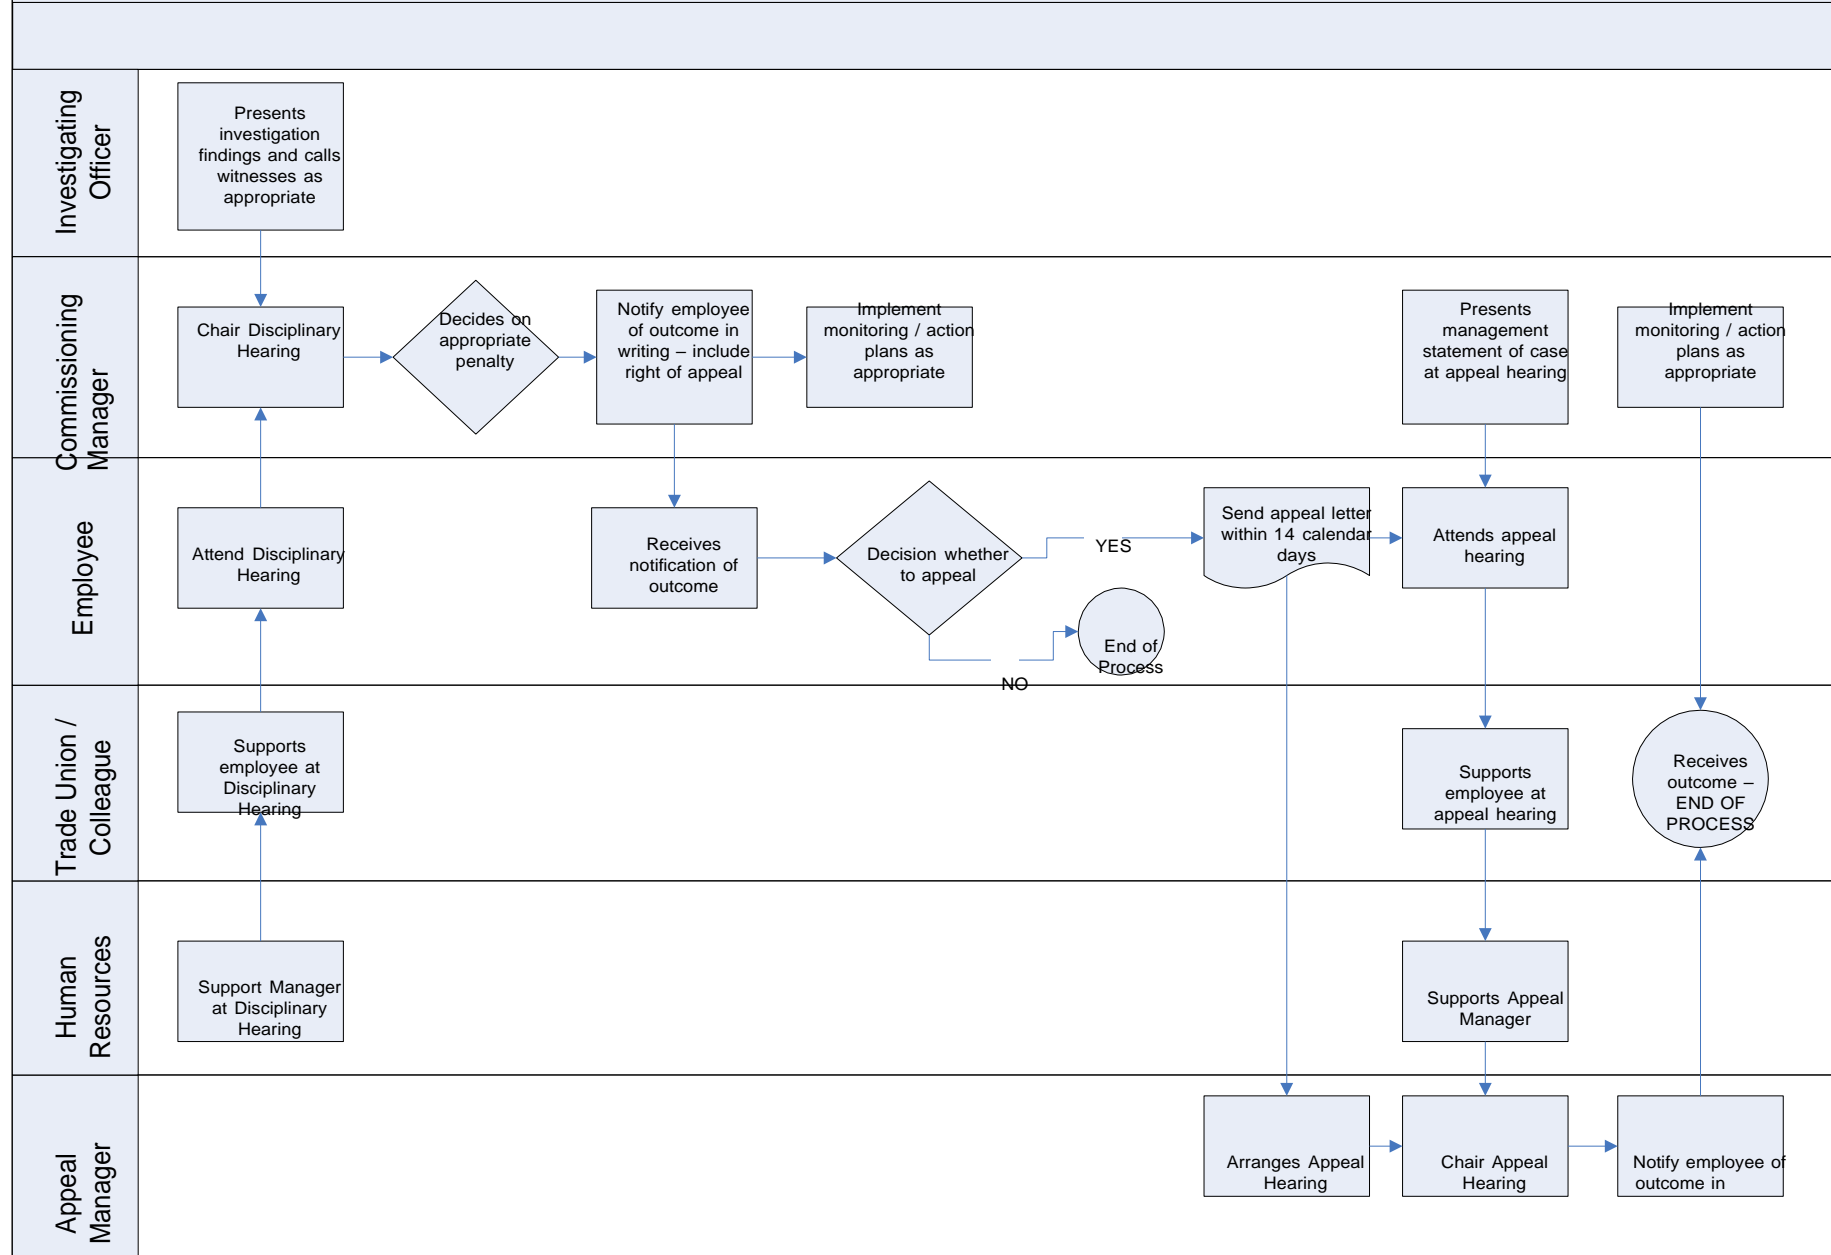 Investigating
Officer
Presents
investigation
findings and calls
witnesses as
appropriate
Commissioning
Manager
Chair Disciplinary
Hearing
Decides on
appropriate
penalty
Notify employee
of outcome in
writing – include
right of appeal
Implement
monitoring / action
plans as
appropriate
Presents
management
statement of case
at appeal hearing
Implement
monitoring / action
plans as
appropriate
Employee
Attend Disciplinary
Hearing
Receives
notification of
outcome
Decision whether
to appeal
YES
NO
End of
Process
Send appeal letter
within 14 calendar
days
Attends appeal
hearing
Trade Union /
Colleague
Supports
employee at
Disciplinary
Hearing
Supports
employee at
appeal hearing
Receives
outcome –
END OF
PROCESS
Human
Resources
Support Manager
at Disciplinary
Hearing
Supports Appeal
Manager
Appeal
Manager
Arranges Appeal
Hearing
Chair Appeal
Hearing
Notify employee of
outcome in